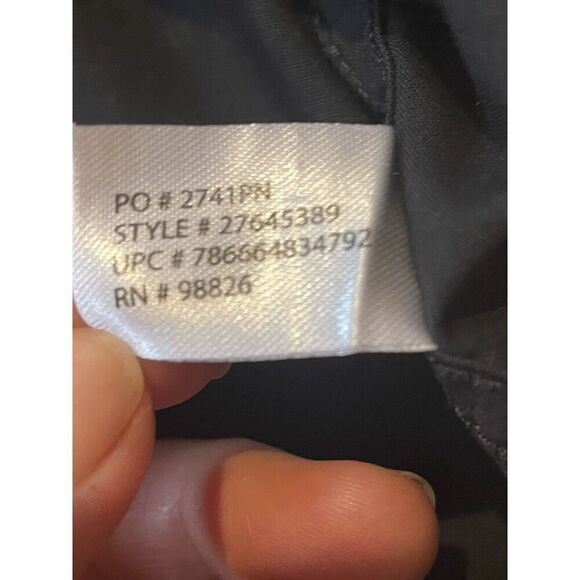 PO # 2741PN
STYLE # 27645389
UPC # 786664834792
RN # 98826